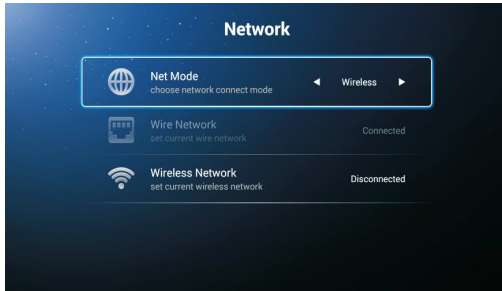 Network
Net Mode
choose network connect mode
Wireless
Wire Network
set current wire network
Connected
Wireless Network
set current wireless network
Disconnected